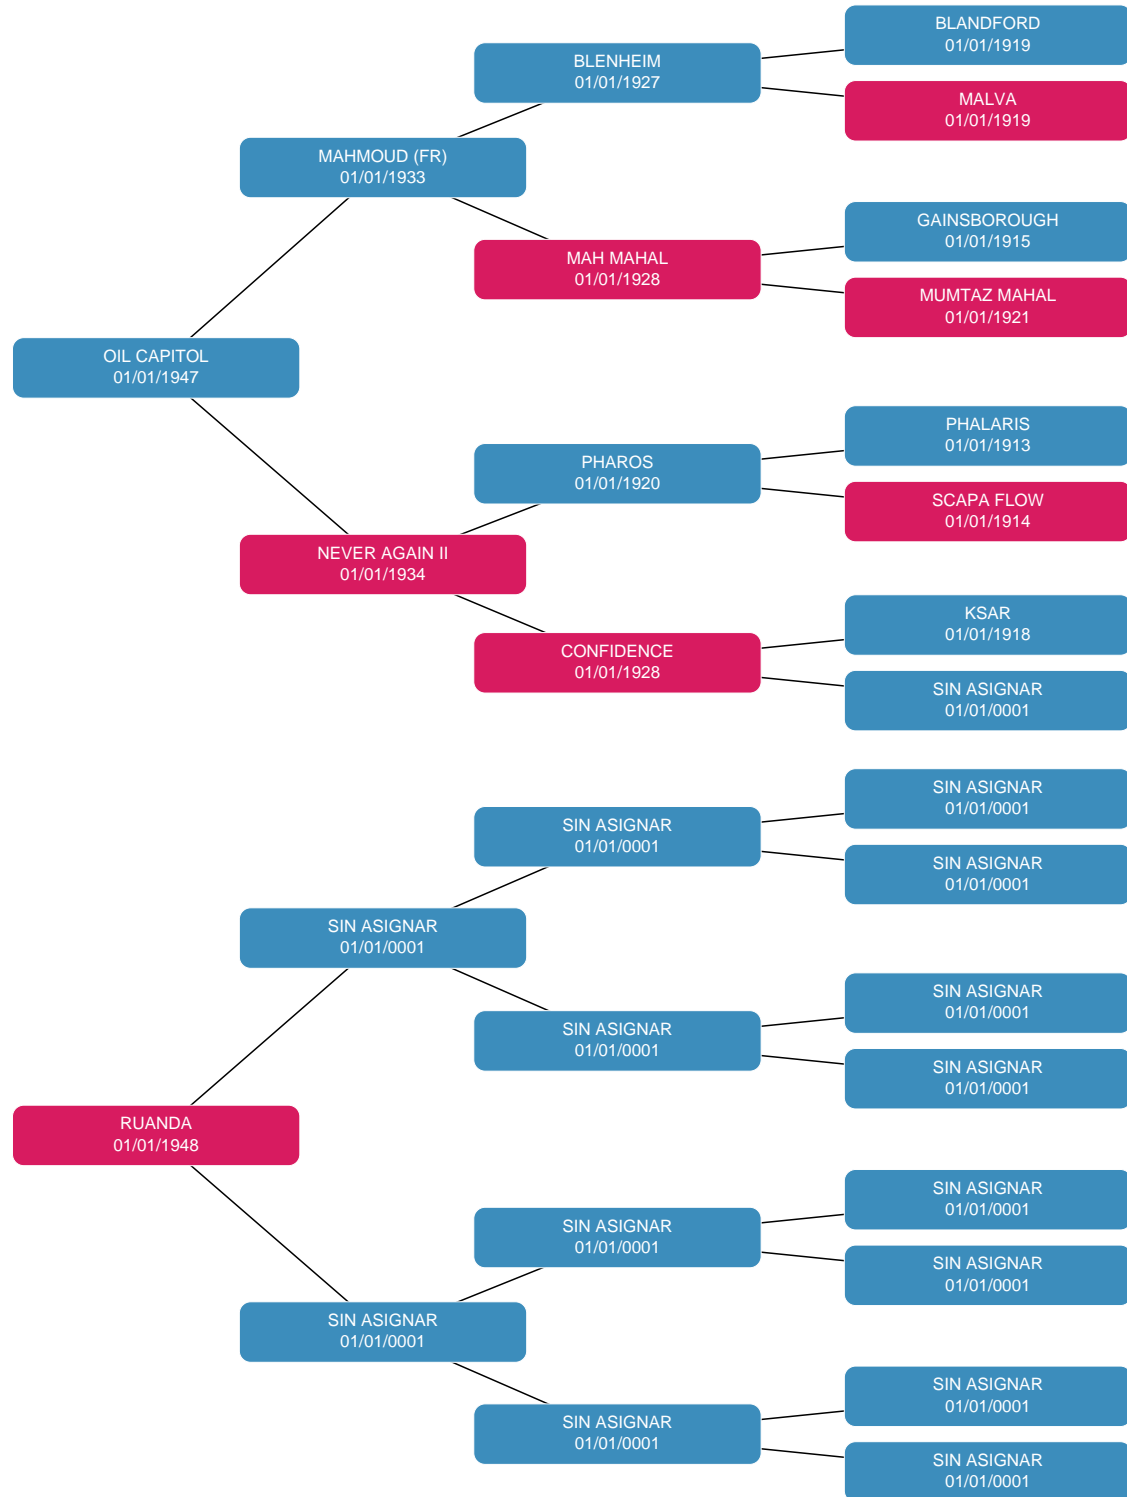 BLANDFORD
01/01/1919
BLENHEIM
01/01/1927
MALVA
01/01/1919
MAHMOUD (FR)
01/01/1933
GAINSBOROUGH
01/01/1915
MAH MAHAL
01/01/1928
MUMTAZ MAHAL
01/01/1921
OIL CAPITOL
01/01/1947
PHALARIS
01/01/1913
PHAROS
01/01/1920
SCAPA FLOW
01/01/1914
NEVER AGAIN II
01/01/1934
KSAR
01/01/1918
CONFIDENCE
01/01/1928
SIN ASIGNAR
01/01/0001
SIN ASIGNAR
01/01/0001
SIN ASIGNAR
01/01/0001
SIN ASIGNAR
01/01/0001
SIN ASIGNAR
01/01/0001
SIN ASIGNAR
01/01/0001
SIN ASIGNAR
01/01/0001
SIN ASIGNAR
01/01/0001
RUANDA
01/01/1948
SIN ASIGNAR
01/01/0001
SIN ASIGNAR
01/01/0001
SIN ASIGNAR
01/01/0001
SIN ASIGNAR
01/01/0001
SIN ASIGNAR
01/01/0001
SIN ASIGNAR
01/01/0001
SIN ASIGNAR
01/01/0001